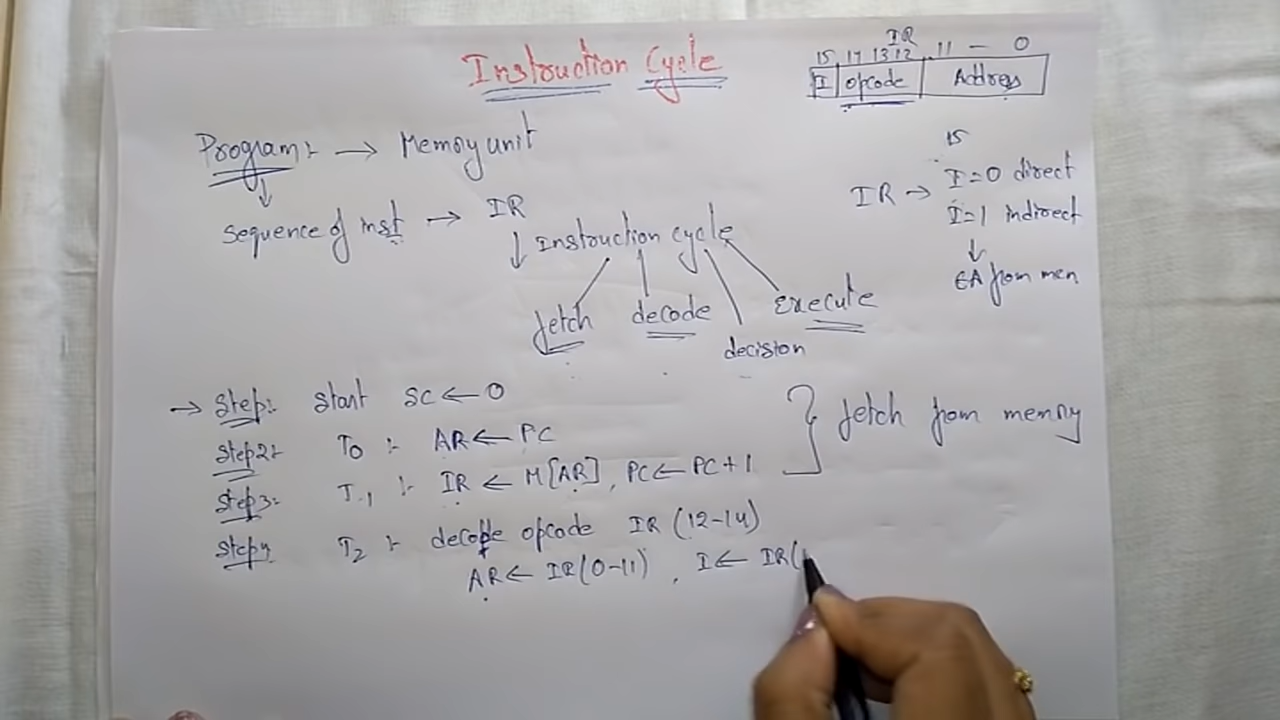 Instruction Cycle
IR
15 14 13 12 11 — 0
I opcode Address
Program:- → Memory unit
↓
Sequence of inst → IR
↓ Instruction cycle
fetch decode decision execute
15
IR → I=0 direct
I=1 indirect
↓
EA from mem
→ Step1:- Start SC ← 0
Step2:- T0 :- AR ← PC
Step3:- T1 :- IR ← M[AR], PC ← PC+1
} fetch from memory
Step4 T2 :- decode opcode IR (12-14)
AR ← IR(0-11), I ← IR(